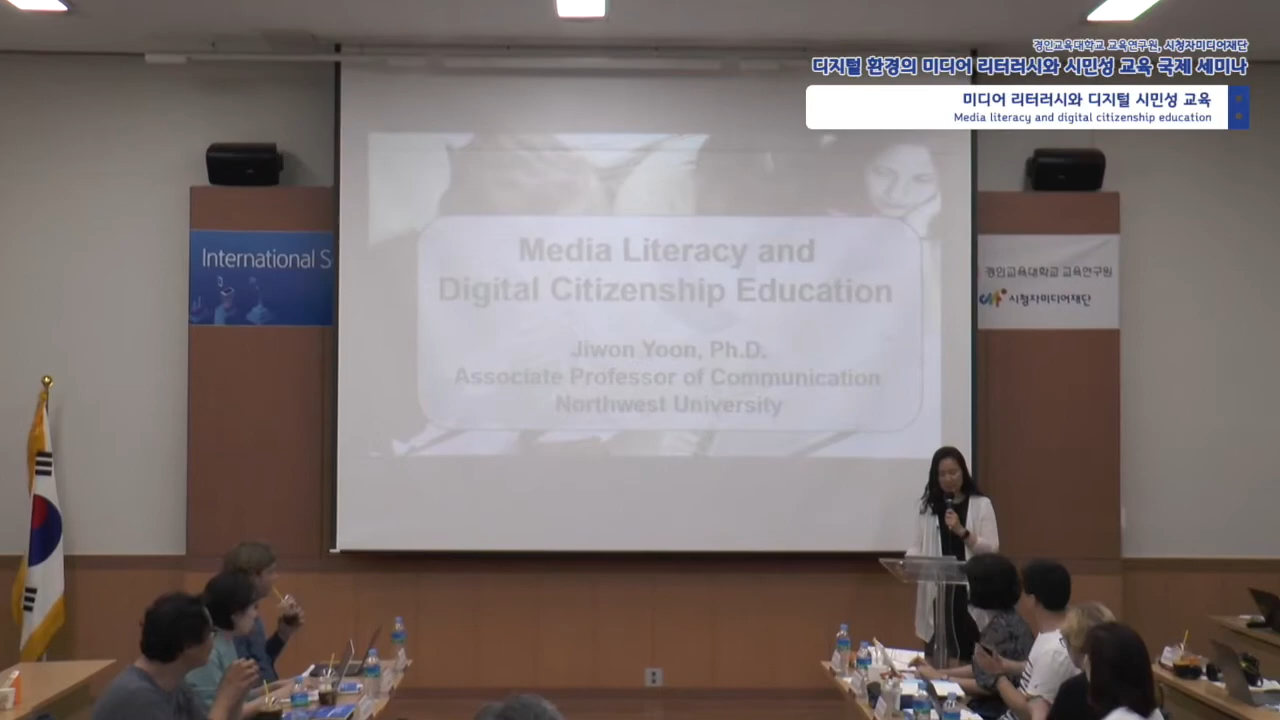 경인교육대학교 교육연구원, 시청자미디어재단
디지털 환경의 미디어 리터러시와 시민성 교육 국제 세미나
미디어 리터러시와 디지털 시민성 교육
Media literacy and digital citizenship education
International S
Media Literacy and
Digital Citizenship Education
Jiwon Yoon, Ph.D.
Associate Professor of Communication
Northwest University
경인교육대학교 교육연구원
시청자미디어재단